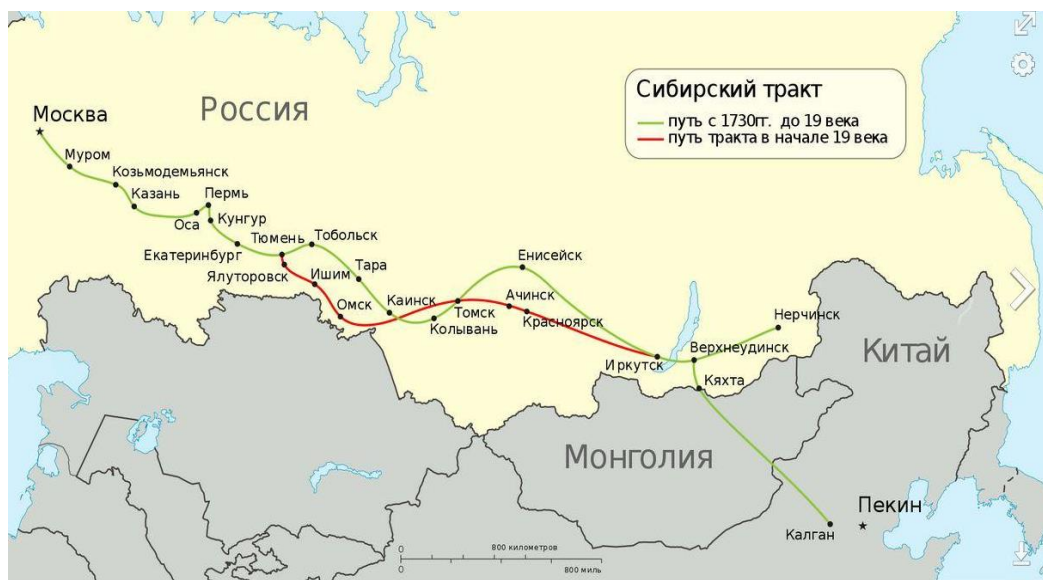 Сибирский тракт
путь с 1730гг. до 19 века
путь тракта в начале 19 века
Россия
Москва
Муром
Козьмодемьянск
Казань
Пермь
Оса
Кунгур
Екатеринбург
Тюмень
Тобольск
Ялуторовск
Ишим
Тара
Омск
Каинск
Колывань
Томск
Енисейск
Ачинск
Красноярск
Иркутск
Верхнеудинск
Нерчинск
Кяхта
Китай
Монголия
Пекин
Калган
0
800 километров
0
800 миль